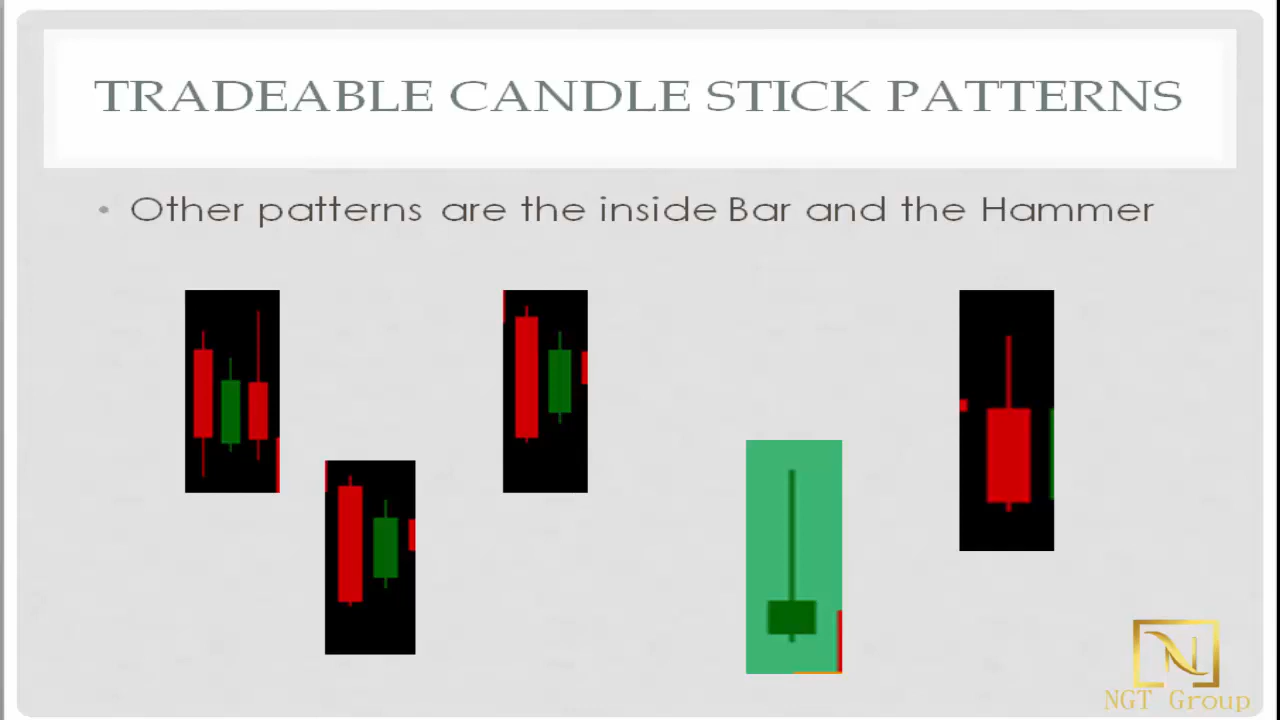 TRADEABLE CANDLE STICK PATTERNS
• Other patterns are the inside Bar and the Hammer
NGT Group